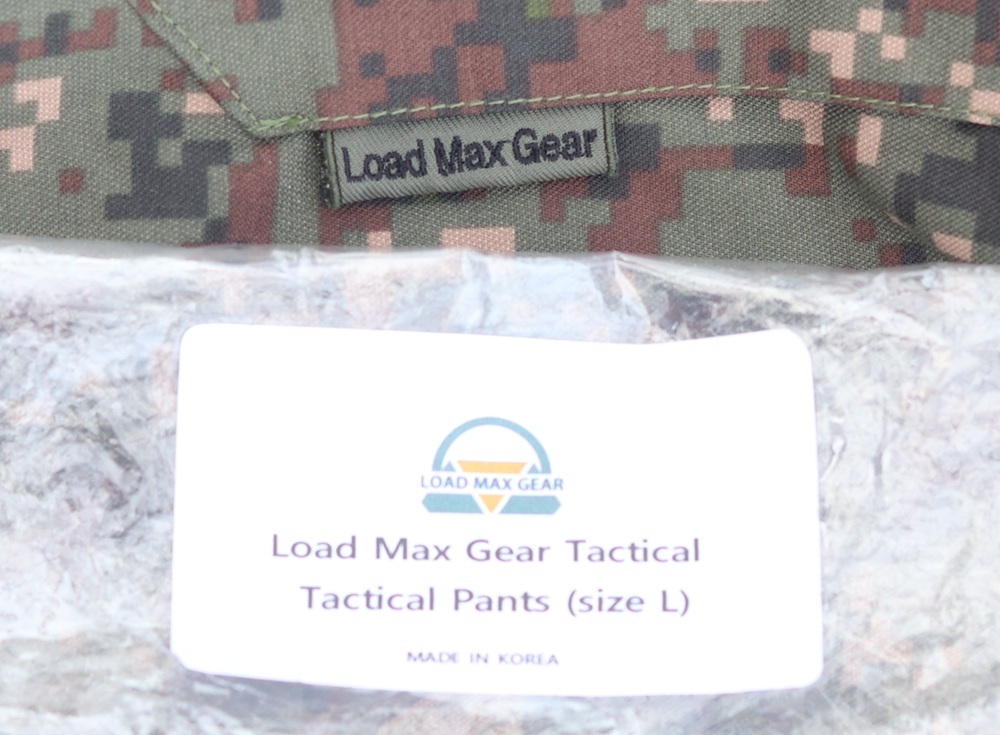 Load Max Gear
LOAD MAX GEAR
Load Max Gear Tactical
Tactical Pants (size L)
MADE IN KOREA